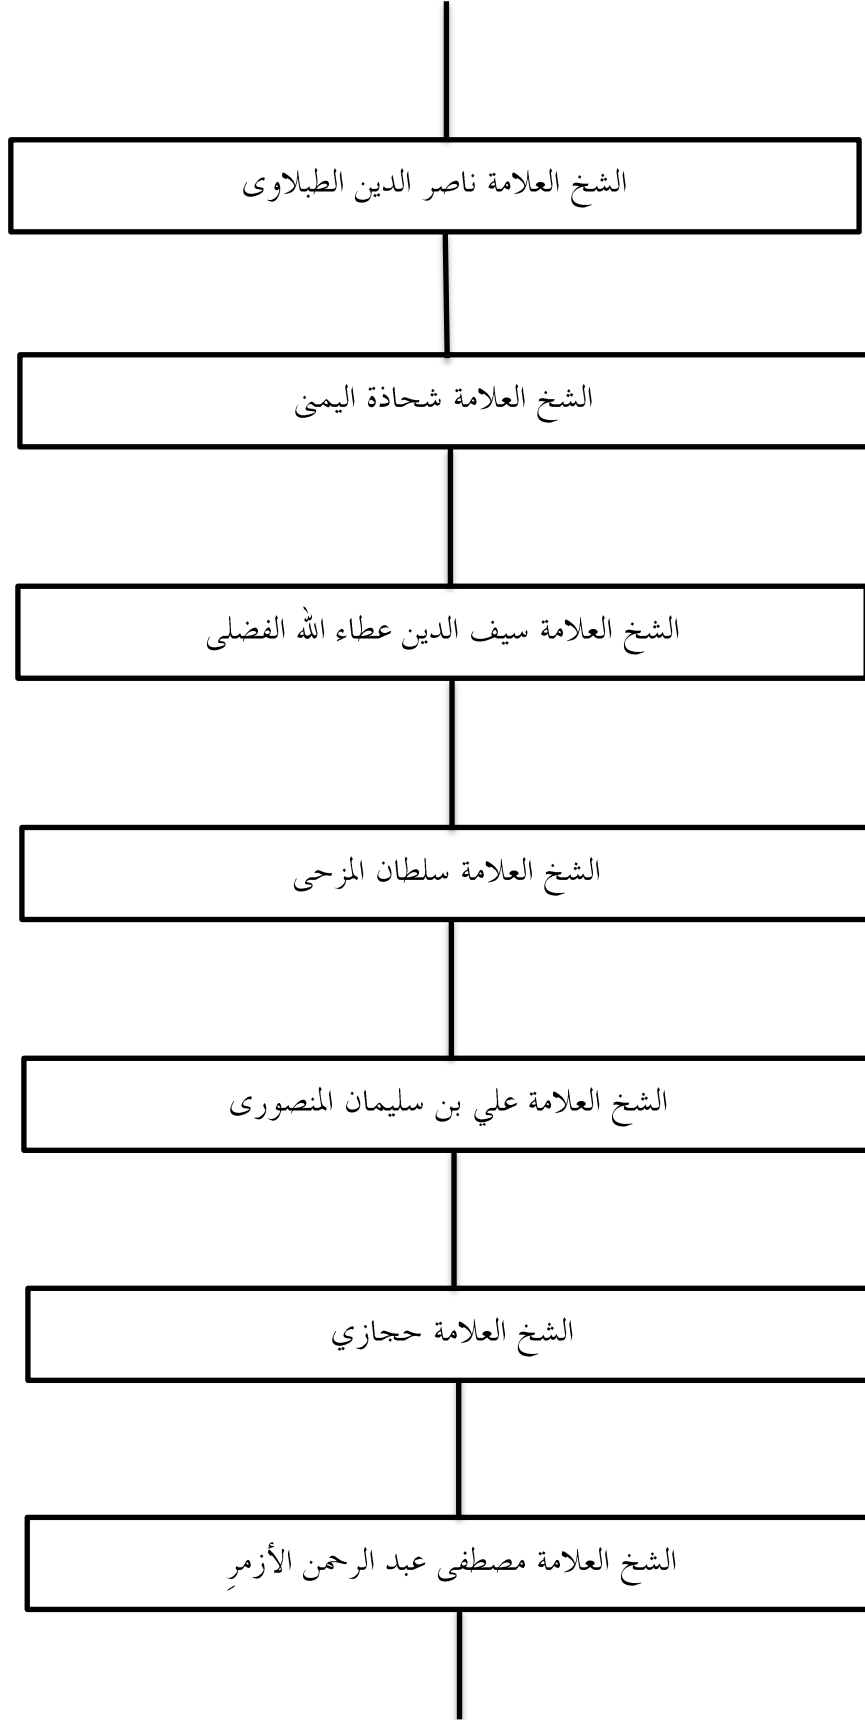 الشخ العلامة ناصر الدين الطبلاوى
الشخ العلامة شحاذة اليمنى
الشخ العلامة سيف الدين عطاء الله الفضلى
الشخ العلامة سلطان المزحى
الشخ العلامة علي بن سليمان المنصورى
الشخ العلامة حجازي
الشخ العلامة مصطفى عبد الرحمن الأزمرِ